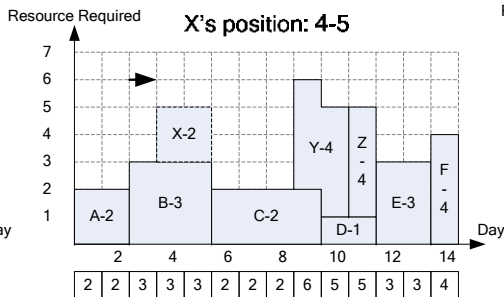 Resource Required
X's position: 4-5
7
6
5
4
3
2
1
X-2
Y-4
Z-4
F-4
A-2
B-3
C-2
E-3
D-1
ay
Day
2 4 6 8 10 12 14
2 2 3 3 3 2 2 2 6 5 5 3 3 4